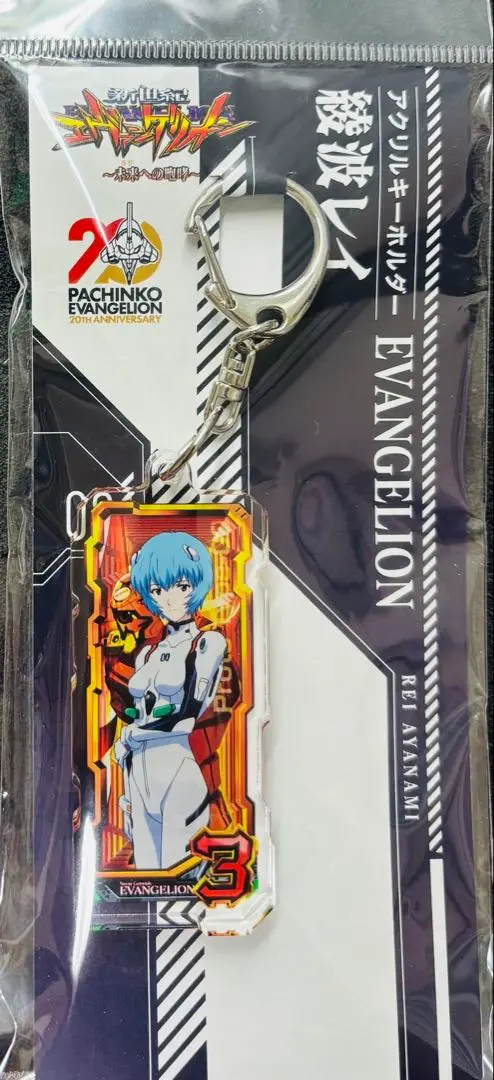 新世紀
エヴァンゲリオン
〜未来への咆哮〜
20
PACHINKO
EVANGELION
20TH ANNIVERSARY
アクリルキーホルダー
綾波レイ
EVANGELION
REI AYANAMI
00
3
EVANGELION